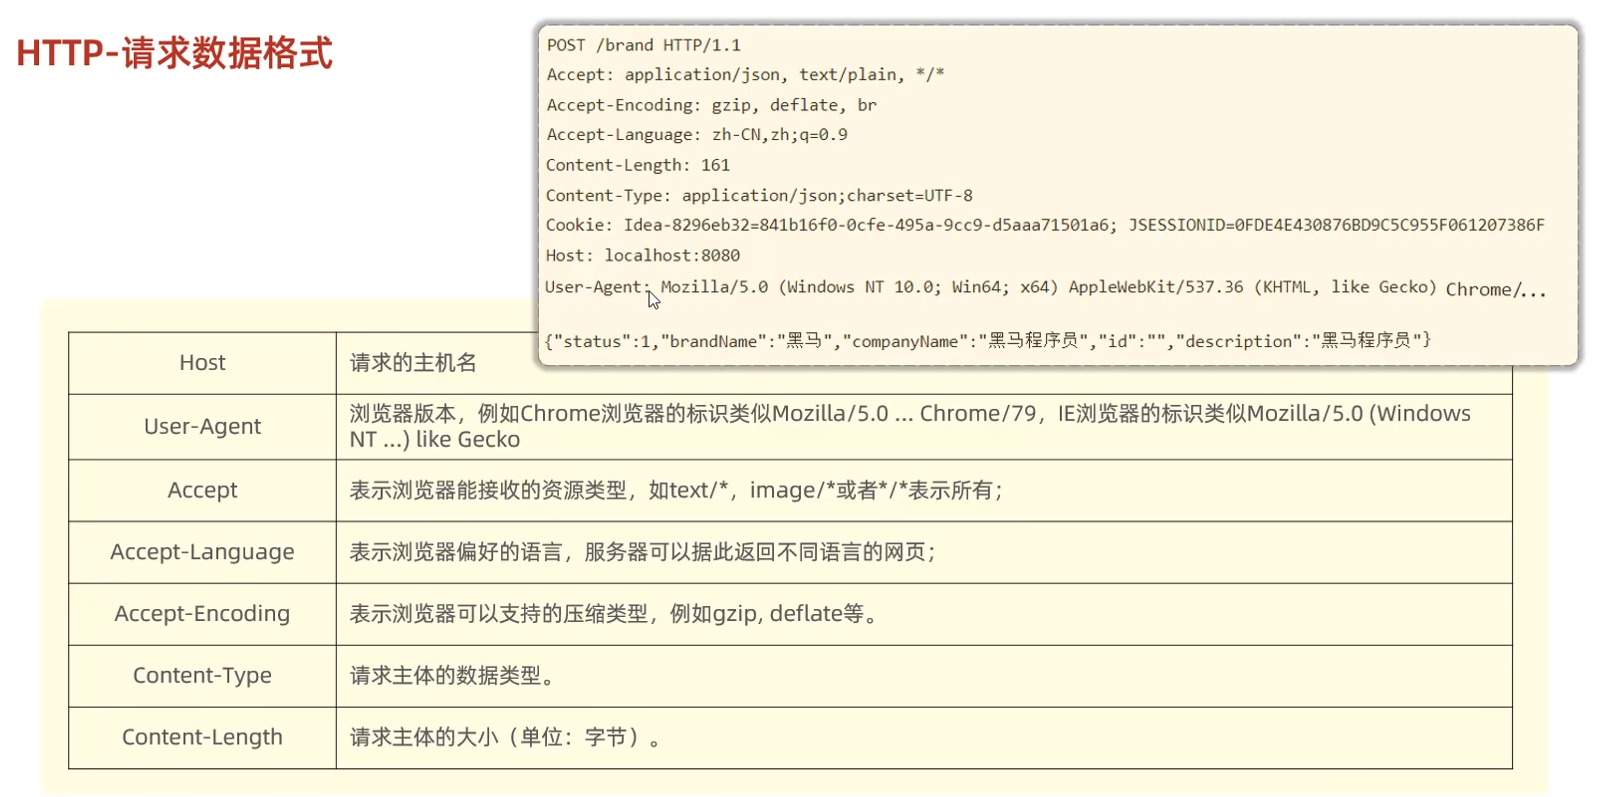 HTTP-请求数据格式
POST /brand HTTP/1.1
Accept: application/json, text/plain, */*
Accept-Encoding: gzip, deflate, br
Accept-Language: zh-CN,zh;q=0.9
Content-Length: 161
Content-Type: application/json;charset=UTF-8
Cookie: Idea-8296eb32=841b16f0-0cfe-495a-9cc9-d5aaa71501a6; JSESSIONID=0FDE4E430876BD9C5C955F061207386F
Host: localhost:8080
User-Agent: Mozilla/5.0 (Windows NT 10.0; Win64; x64) AppleWebKit/537.36 (KHTML, like Gecko) Chrome/...
{"status":1,"brandName":"黑马","companyName":"黑马程序员","id":"","description":"黑马程序员"}
Host 请求的主机名
User-Agent 浏览器版本，例如Chrome浏览器的标识类似Mozilla/5.0 ... Chrome/79，IE浏览器的标识类似Mozilla/5.0 (Windows
NT ...) like Gecko
Accept 表示浏览器能接收的资源类型，如text/*，image/*或者*/*表示所有；
Accept-Language 表示浏览器偏好的语言，服务器可以据此返回不同语言的网页；
Accept-Encoding 表示浏览器可以支持的压缩类型，例如gzip, deflate等。
Content-Type 请求主体的数据类型。
Content-Length 请求主体的大小（单位：字节）。